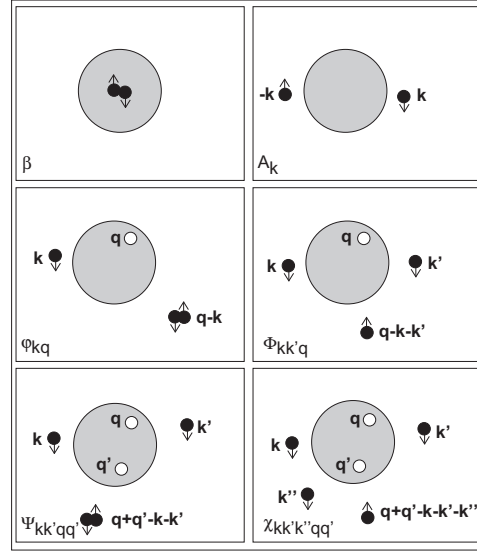 β
-k k
A_k
q
k
q-k
φ_kq
q
k k'
q-k-k'
Φ_kk'q
q
k k'
q'
q+q'-k-k'
Ψ_kk'qq'
q
k k'
q'
k''
q+q'-k-k'-k''
χ_kk'k''qq'